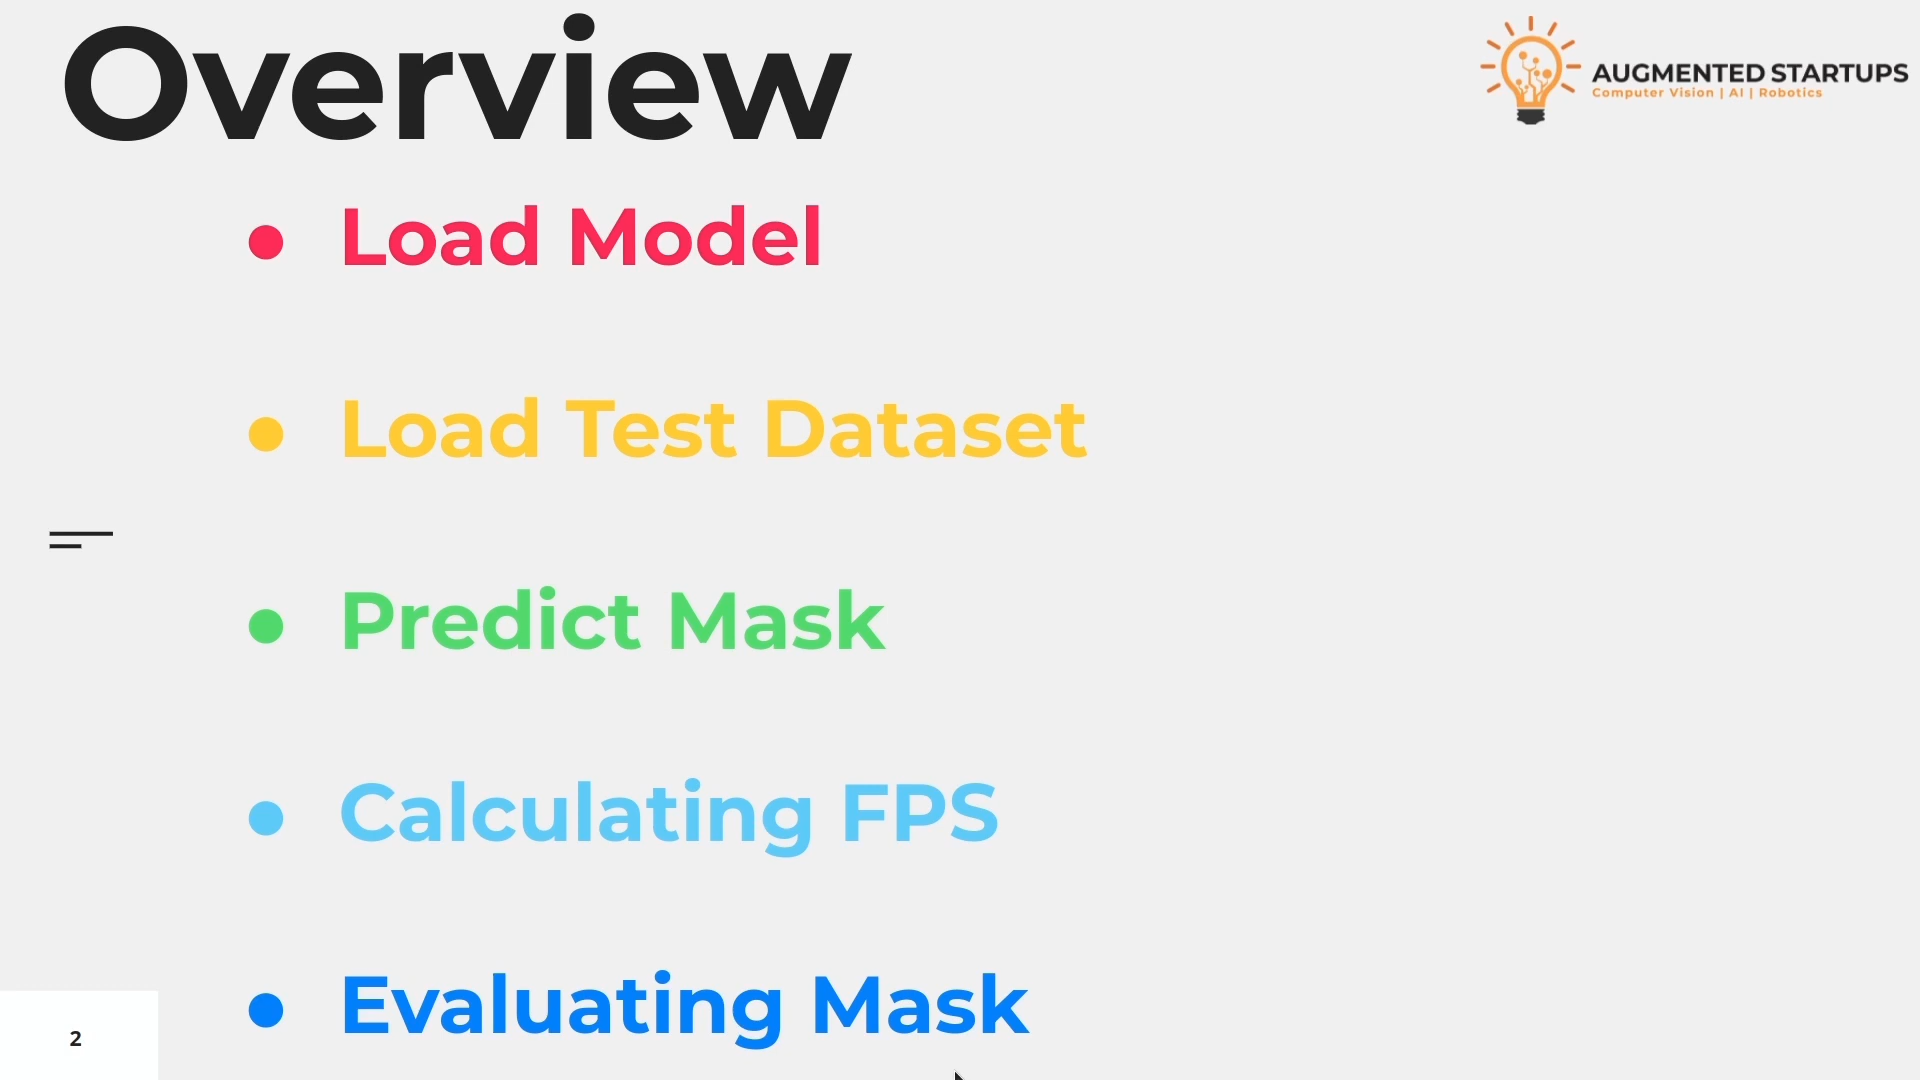 Overview
AUGMENTED STARTUPS
Computer Vision | AI | Robotics
● Load Model
● Load Test Dataset
● Predict Mask
● Calculating FPS
● Evaluating Mask
2